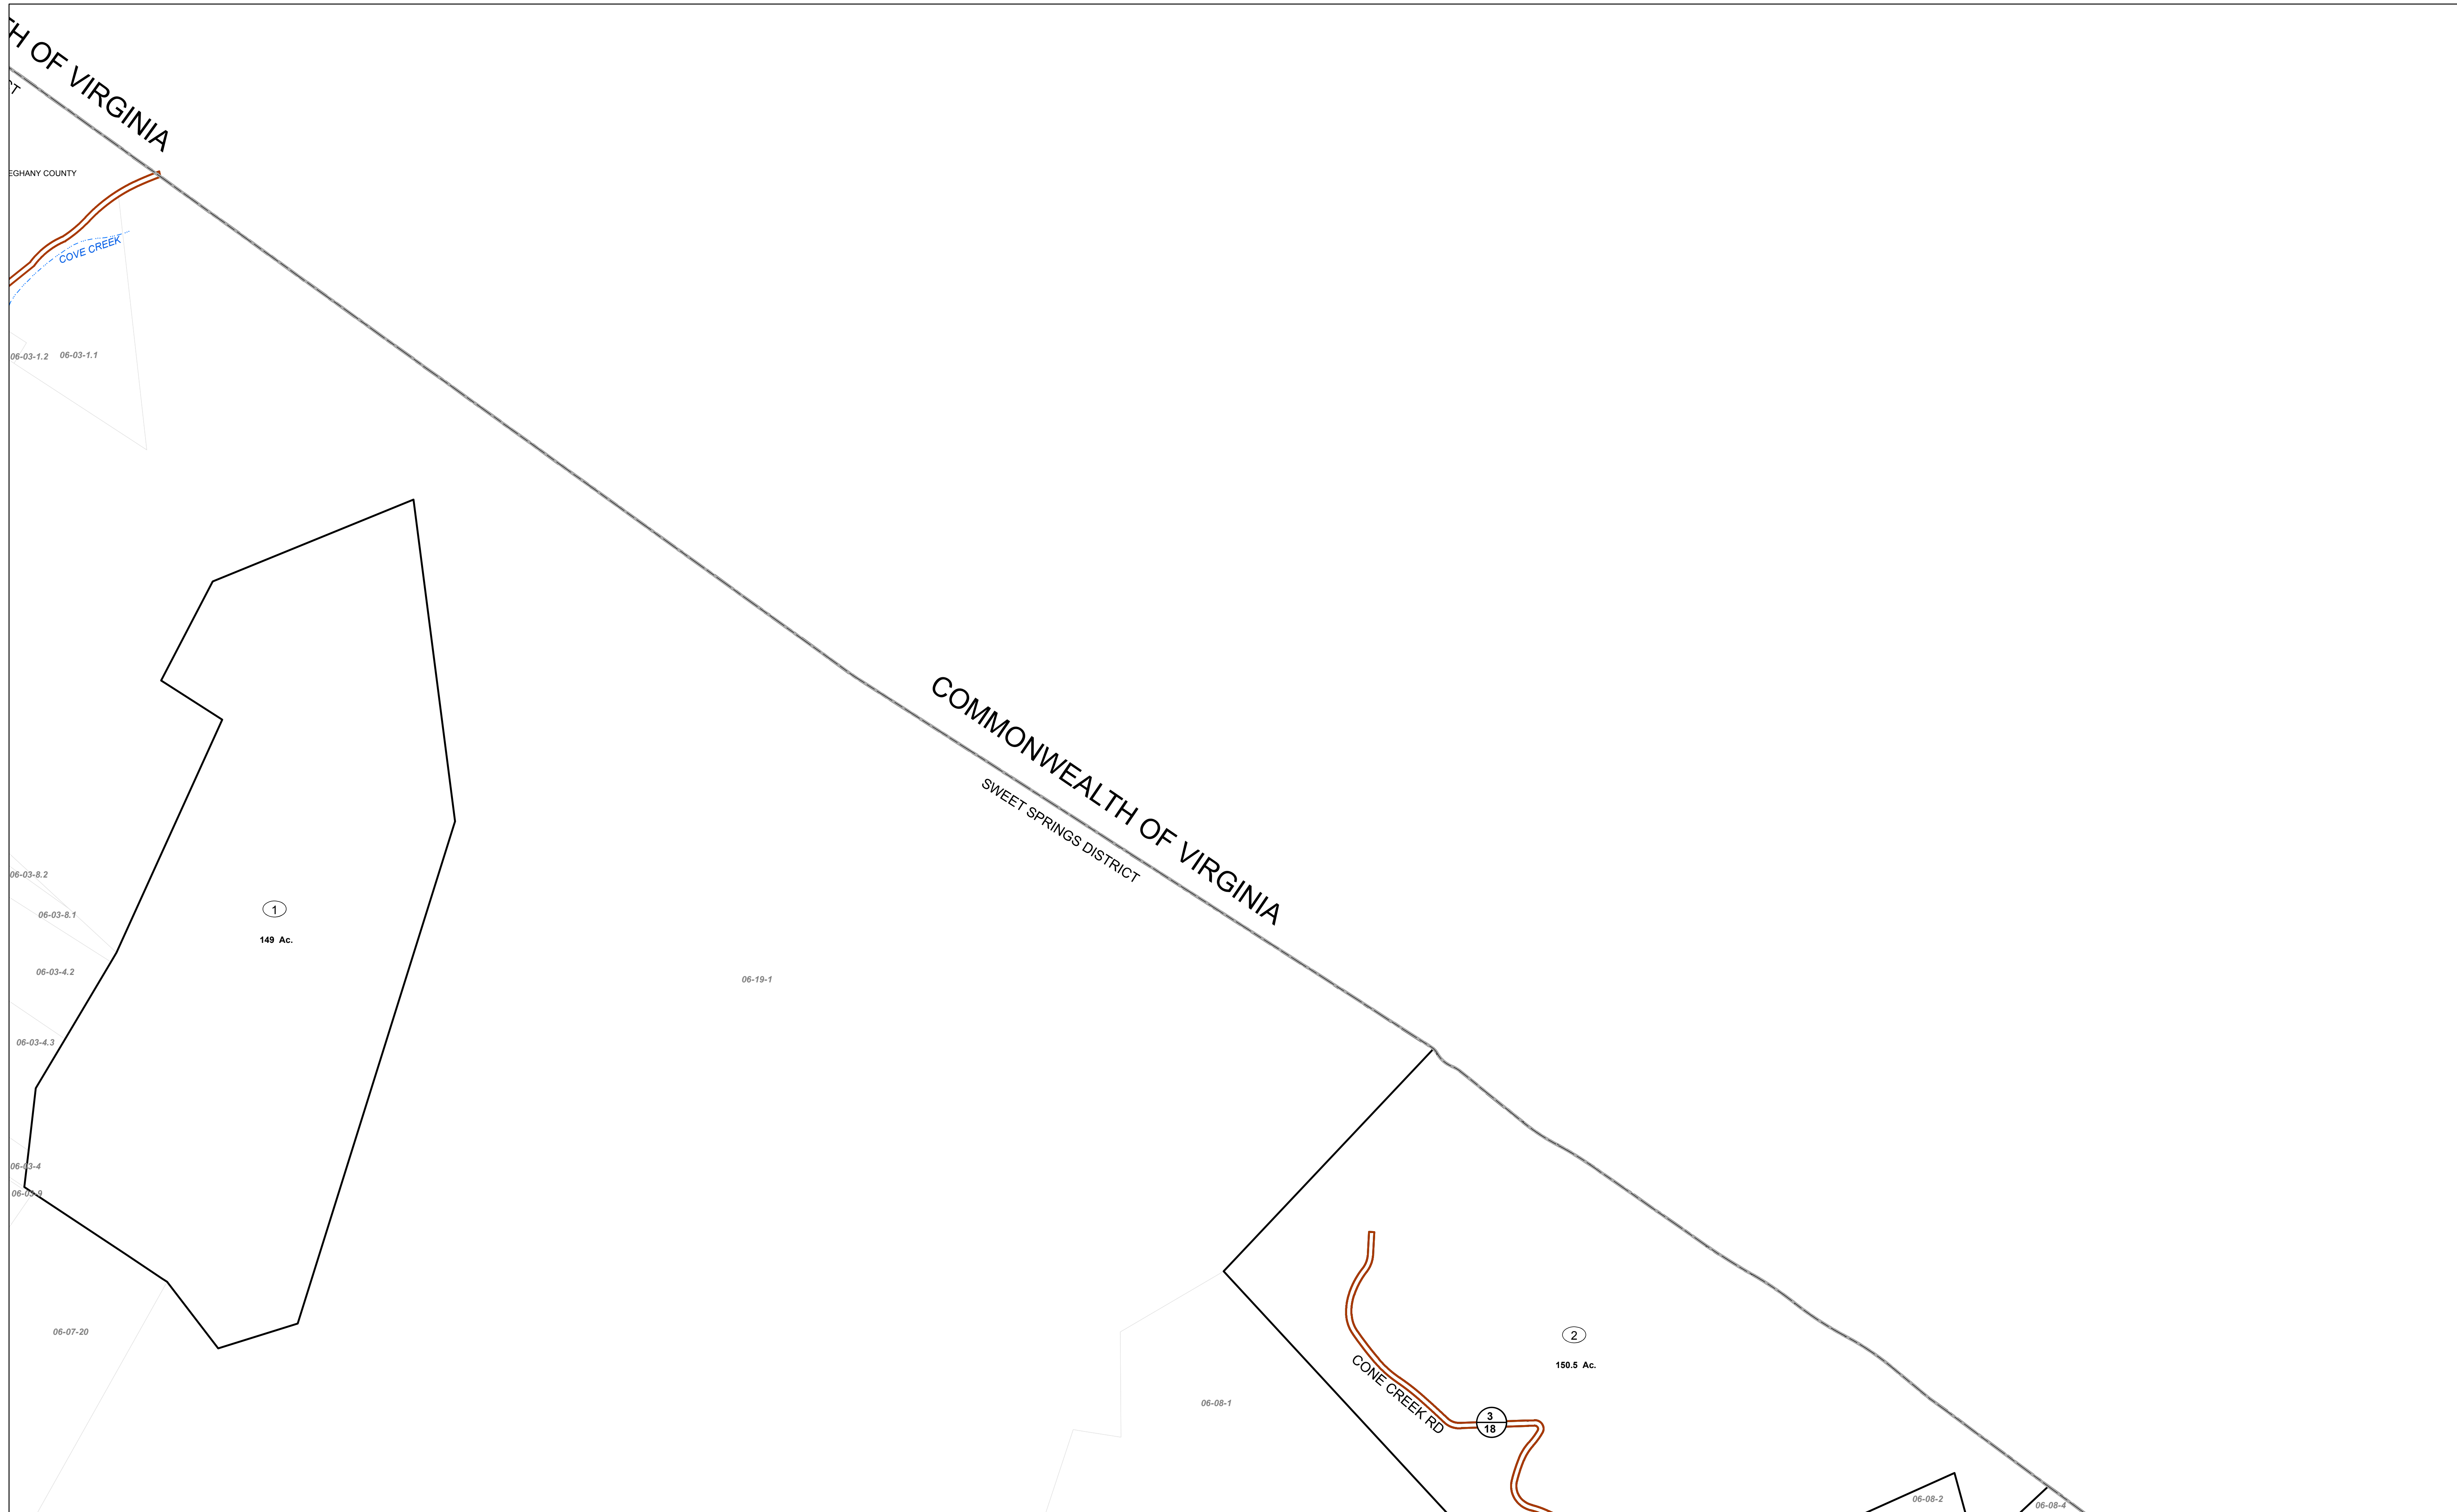 OF VIRGINIA
EGHANY COUNTY
COVE CREEK
06-03-1.2
06-03-1.1
COMMONWEALTH OF VIRGINIA
SWEET SPRINGS DISTRICT
06-03-8.2
1
06-03-8.1
149 Ac.
06-03-4.2
06-19-1
06-03-4.3
06-03-4
06-03-9
06-07-20
2
150.5 Ac.
CONE CREEK RD
06-08-1
3
18
06-08-2
06-08-4